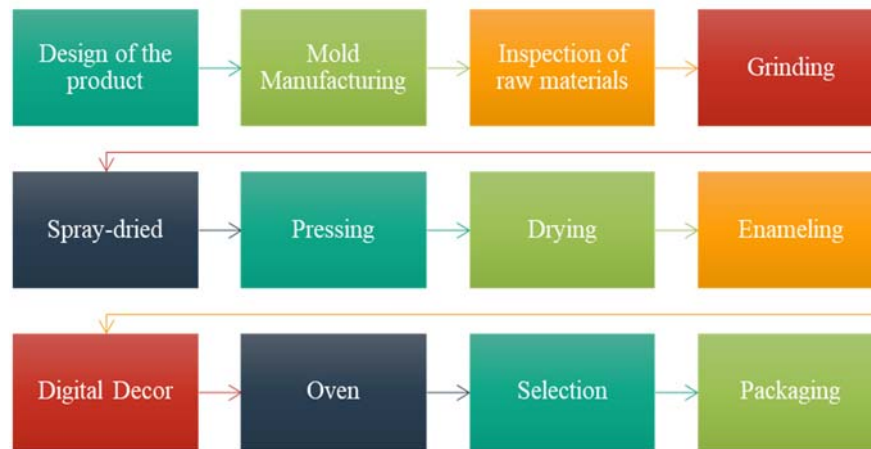 Design of the
product
Mold
Manufacturing
Inspection of
raw materials
Grinding
Spray-dried
Pressing
Drying
Enameling
Digital Decor
Oven
Selection
Packaging